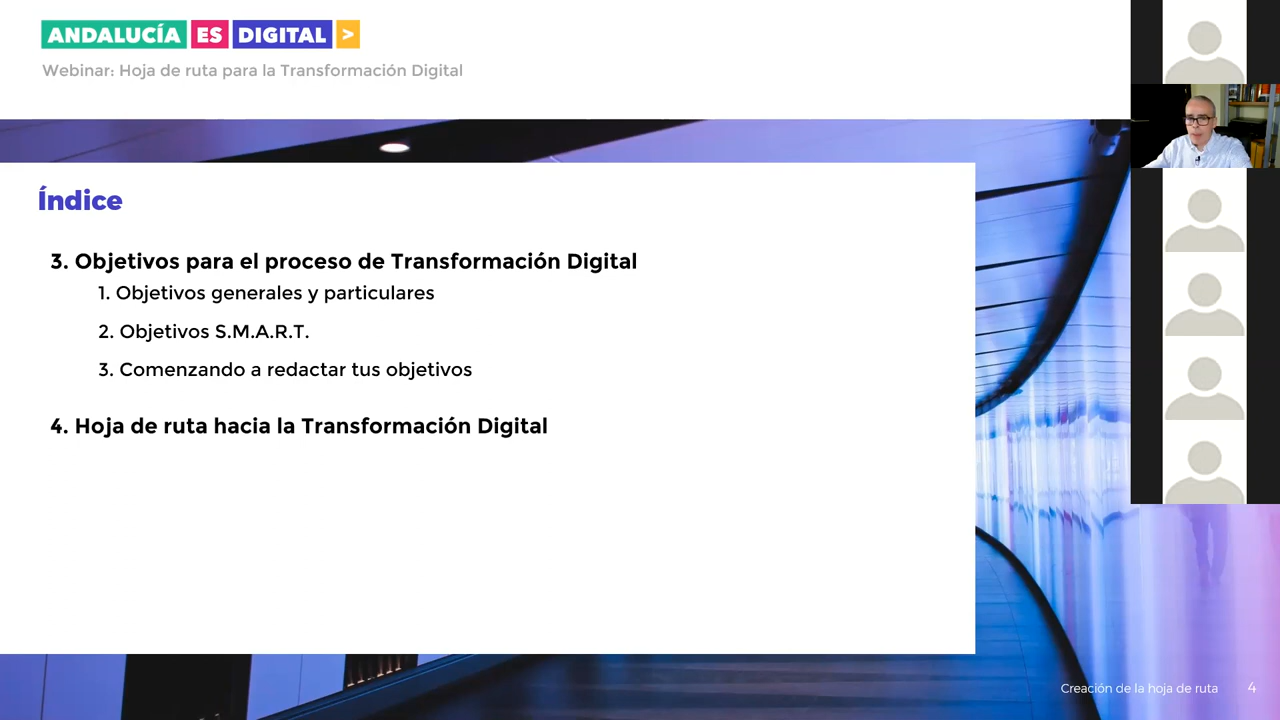 ANDALUCÍA ES DIGITAL >
Webinar: Hoja de ruta para la Transformación Digital
Índice
3. Objetivos para el proceso de Transformación Digital
1. Objetivos generales y particulares
2. Objetivos S.M.A.R.T.
3. Comenzando a redactar tus objetivos
4. Hoja de ruta hacia la Transformación Digital
Creación de la hoja de ruta 4